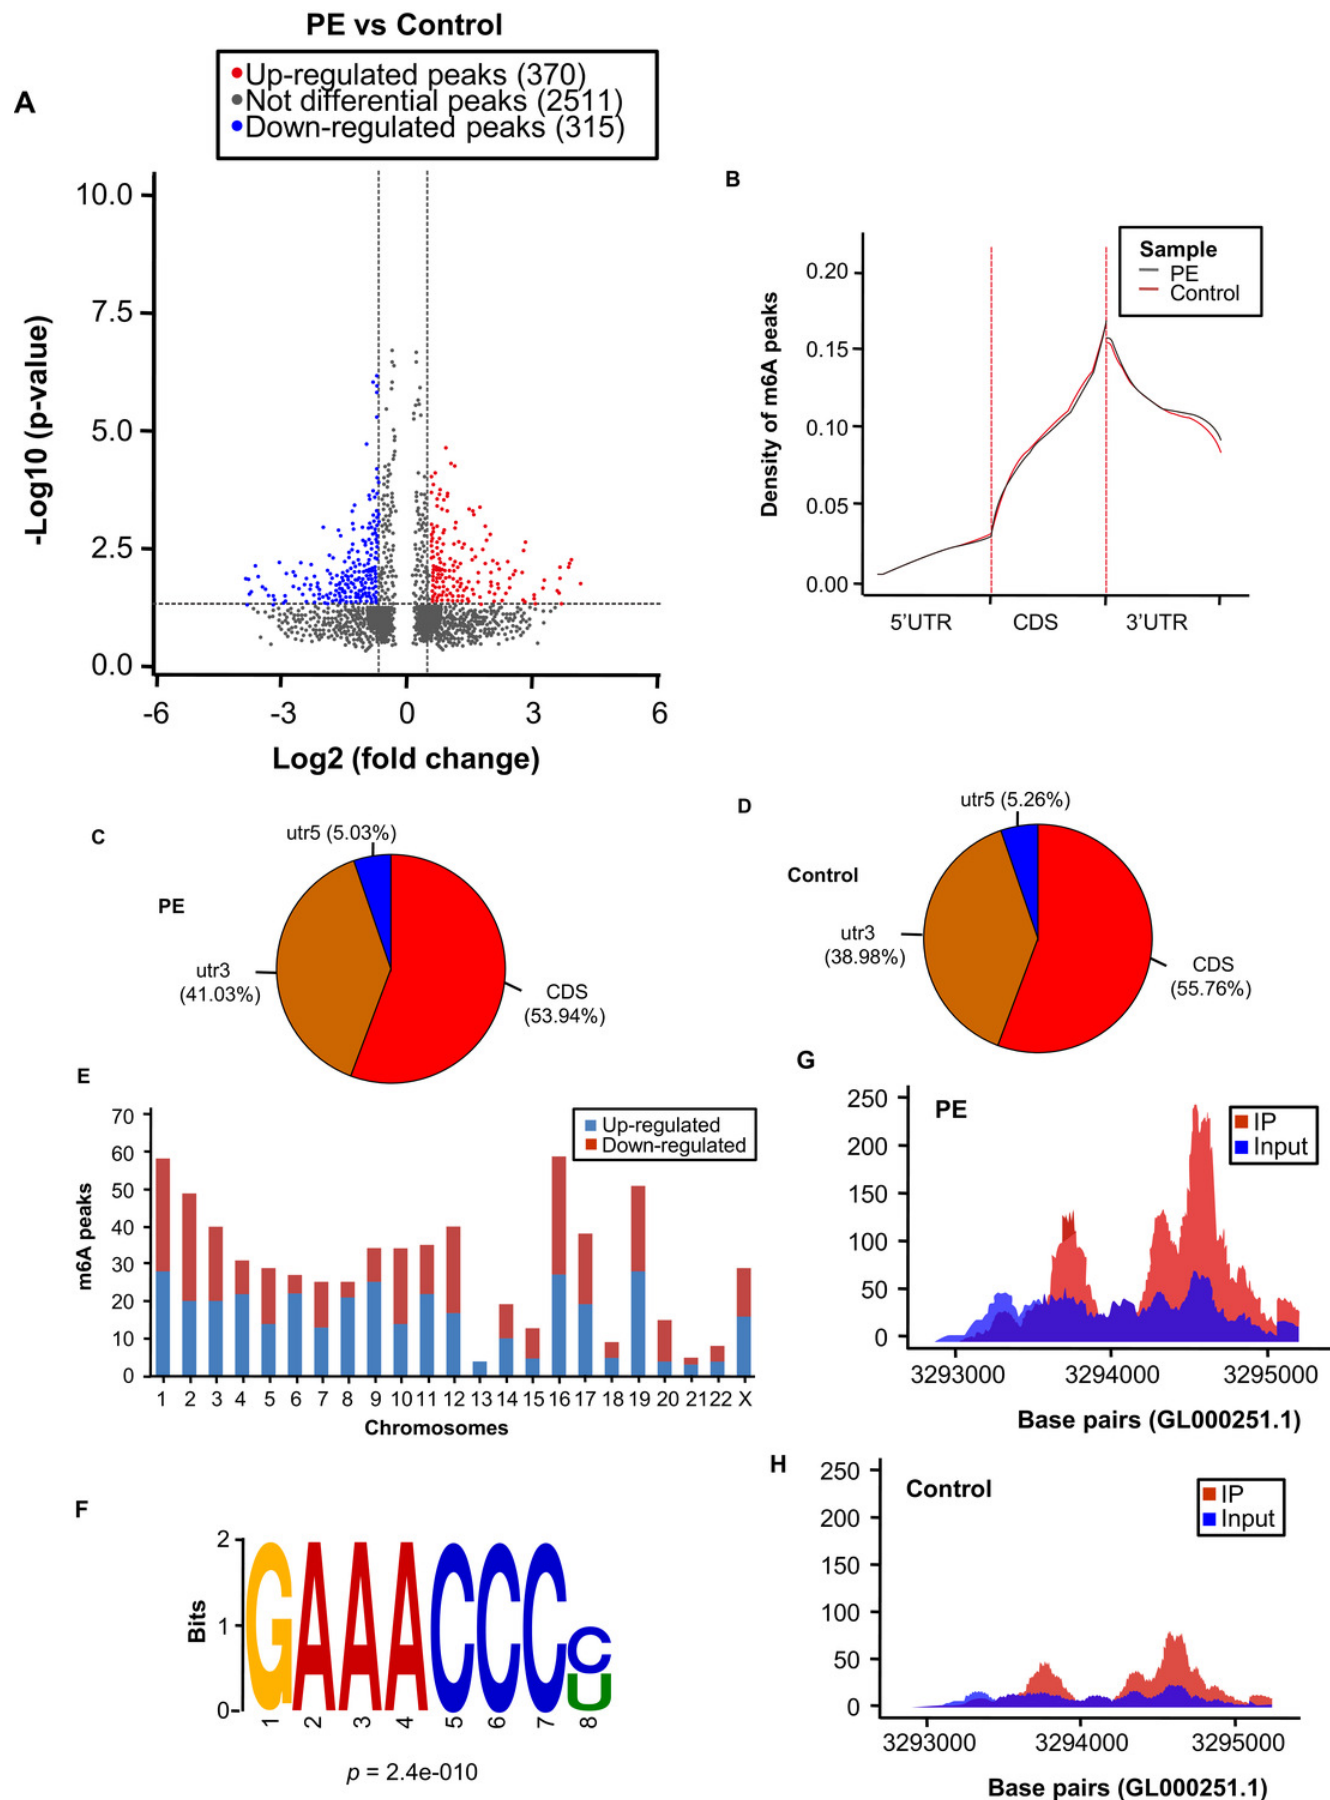 PE vs Control
Up-regulated peaks (370)
Not differential peaks (2511)
Down-regulated peaks (315)
A
10.0
7.5
5.0
2.5
0.0
-Log10 (p-value)
-6 -3 0 3 6
Log2 (fold change)
B
Sample
PE
Control
0.20
0.15
0.10
0.05
0.00
Density of m6A peaks
5'UTR CDS 3'UTR
C
PE
utr5 (5.03%)
utr3
(41.03%)
CDS
(53.94%)
D
Control
utr5 (5.26%)
utr3
(38.98%)
CDS
(55.76%)
E
Up-regulated
Down-regulated
70
60
50
40
30
20
10
0
m6A peaks
1 2 3 4 5 6 7 8 9 10 11 12 13 14 15 16 17 18 19 20 21 22 X
Chromosomes
F
2
1
0
Bits
GAAACCCC
U
1 2 3 4 5 6 7 8
p = 2.4e-010
G
PE
IP
Input
250
200
150
100
50
0
3293000 3294000 3295000
Base pairs (GL000251.1)
H
Control
IP
Input
250
200
150
100
50
0
3293000 3294000 3295000
Base pairs (GL000251.1)